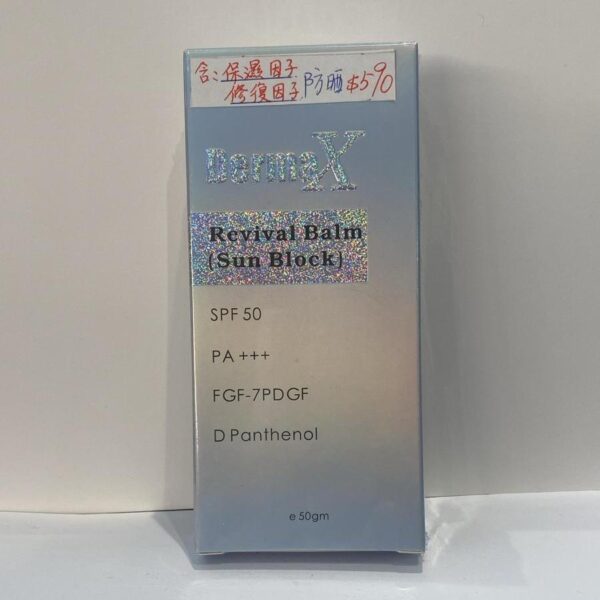 含:保濕因子
修復因子 防晒 $590
DermaX
Revival Balm
(Sun Block)
SPF 50
PA +++
FGF-7PDGF
D Panthenol
e 50gm